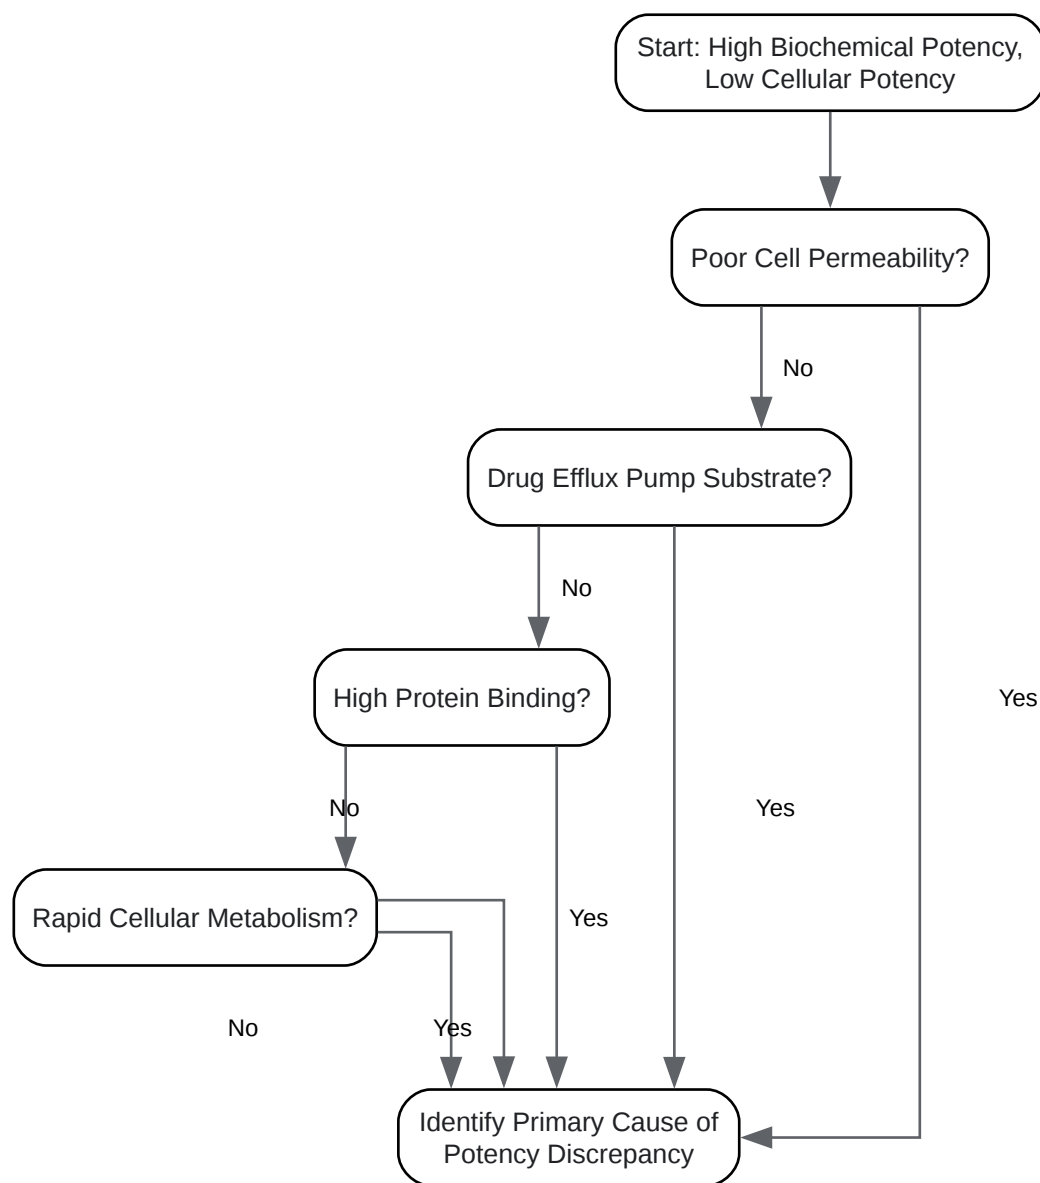 Start: High Biochemical Potency,
Low Cellular Potency
Poor Cell Permeability?
No
Drug Efflux Pump Substrate?
No
High Protein Binding?
Yes
No
Yes
Rapid Cellular Metabolism?
Yes
No
Yes
Identify Primary Cause of
Potency Discrepancy